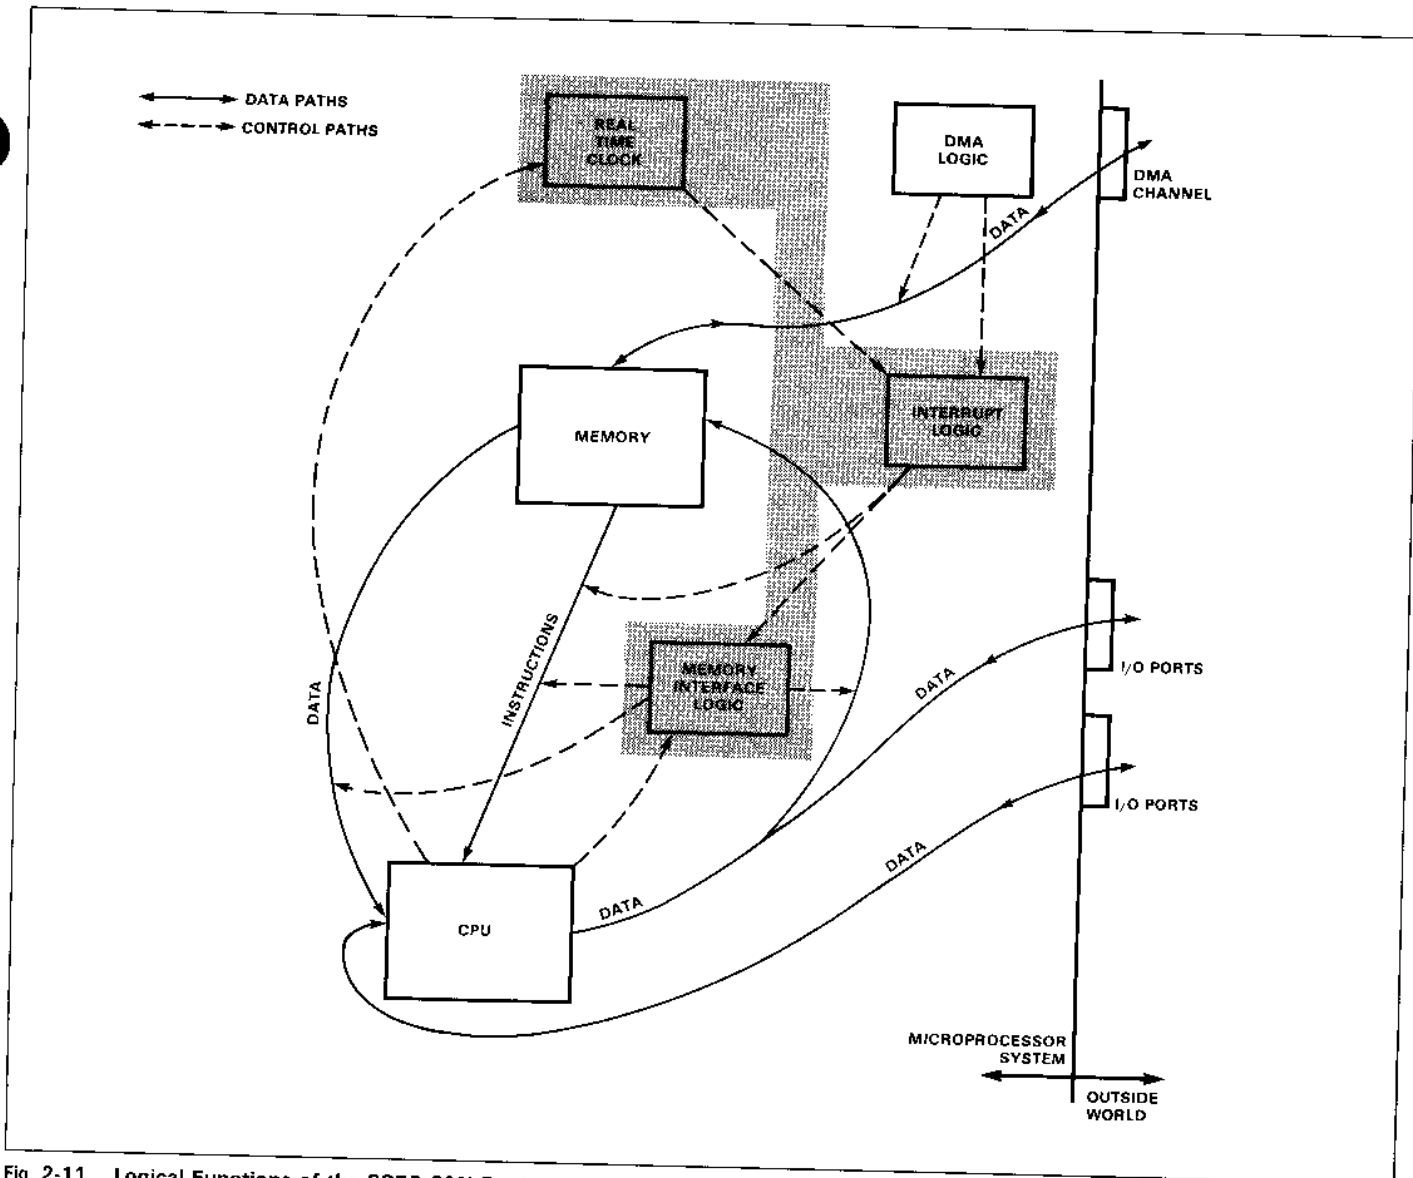 DATA PATHS
CONTROL PATHS
REAL
TIME
CLOCK
DMA
LOGIC
DMA
CHANNEL
DATA
MEMORY
INTERRUPT
LOGIC
INSTRUCTIONS
MEMORY
INTERFACE
LOGIC
DATA
DATA
I/O PORTS
I/O PORTS
DATA
DATA
CPU
MICROPROCESSOR
SYSTEM
OUTSIDE
WORLD
Fig. 2-11 Logical Functions of the